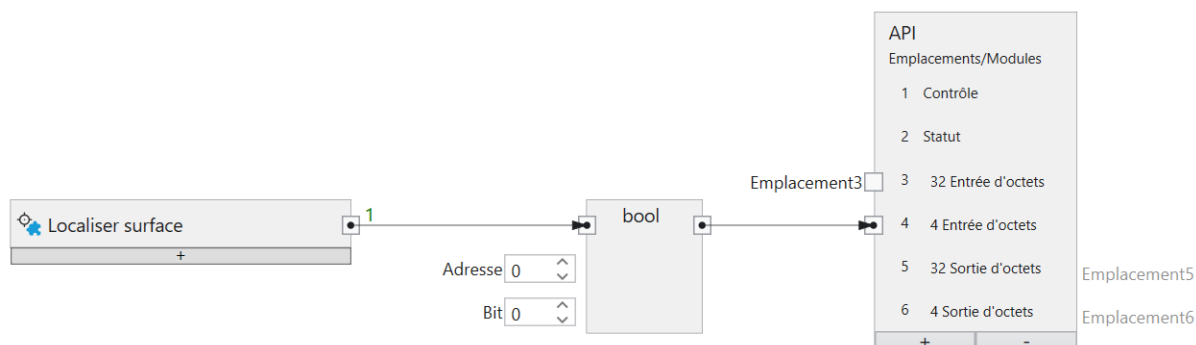 API
Emplacements/Modules
1 Contrôle
2 Statut
Emplacement3
3 32 Entrée d'octets
Localiser surface
1
bool
4 4 Entrée d'octets
+
Adresse 0
5 32 Sortie d'octets
Emplacement5
Bit 0
6 4 Sortie d'octets
Emplacement6
+ -